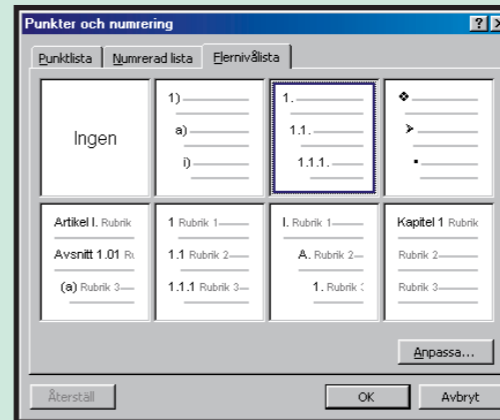 Punkter och numrering
Punktlista Numrerad lista Flernivålista
Ingen
1)
a)
i)
1.
1.1.
1.1.1.
Artikel I. Rubrik
Avsnitt 1.01 Ru
(a) Rubrik 3
1 Rubrik 1
1.1 Rubrik 2
1.1.1 Rubrik 3
I. Rubrik 1
A. Rubrik 2
1. Rubrik
Kapitel 1 Rubrik
Rubrik 2
Rubrik 3
Anpassa...
Återställ OK Avbryt